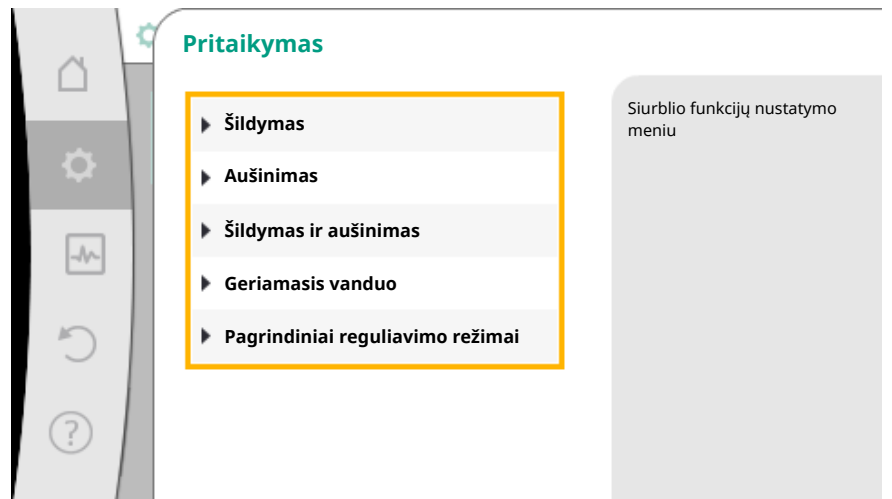 Pritaikymas
Šildymas
Aušinimas
Šildymas ir aušinimas
Geriamasis vanduo
Pagrindiniai reguliavimo režimai
Siurblio funkcijų nustatymo
meniu
?